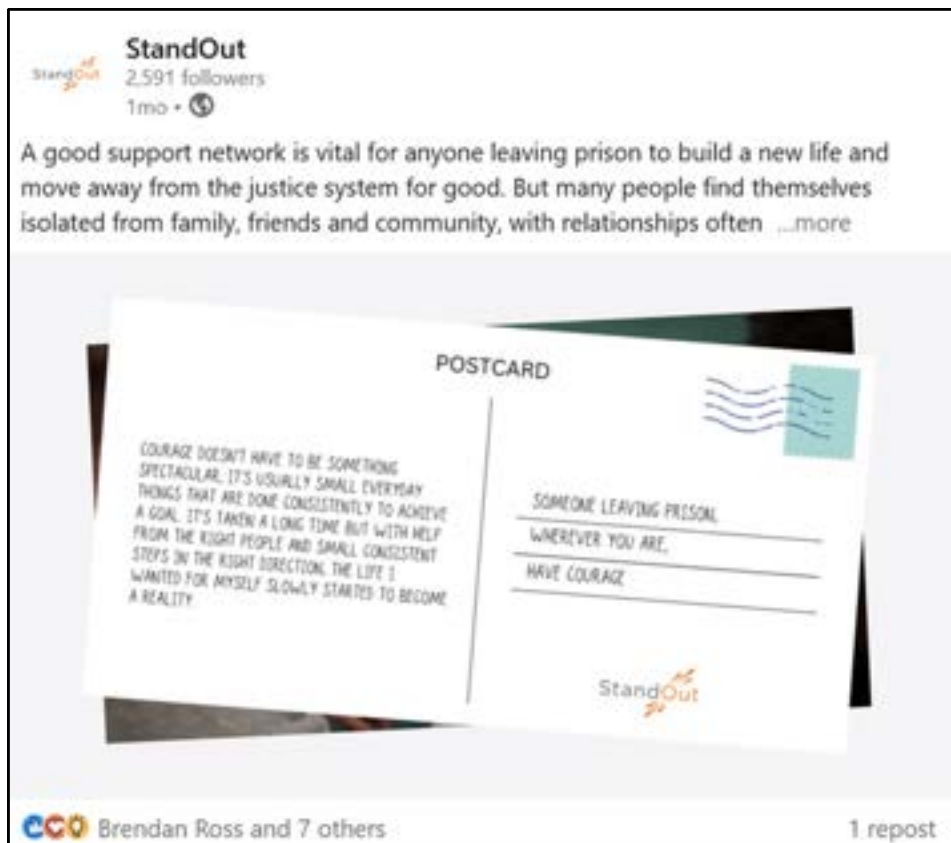 StandOut
StandOut
2,591 followers
1mo •
A good support network is vital for anyone leaving prison to build a new life and
move away from the justice system for good. But many people find themselves
isolated from family, friends and community, with relationships often ...more
POSTCARD
COURAGE DOESN'T HAVE TO BE SOMETHING
SPECTACULAR. IT'S USUALLY SMALL EVERYDAY
THINGS THAT ARE DONE CONSISTENTLY TO ACHIEVE
A GOAL. IT'S TAKEN A LONG TIME BUT WITH HELP
FROM THE RIGHT PEOPLE AND SMALL CONSISTENT
STEPS IN THE RIGHT DIRECTION, THE LIFE I
WANTED FOR MYSELF SLOWLY STARTED TO BECOME
A REALITY
SOMEONE LEAVING PRISON,
WHEREVER YOU ARE,
HAVE COURAGE
StandOut
Brendan Ross and 7 others
1 repost